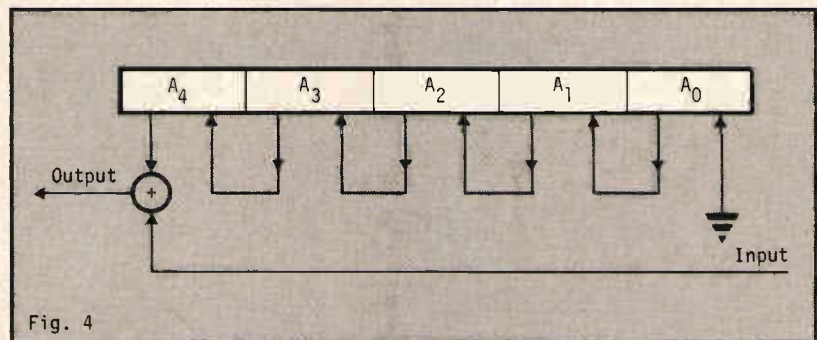 A₄ A₃ A₂ A₁ A₀
Output
+
Input
Fig. 4